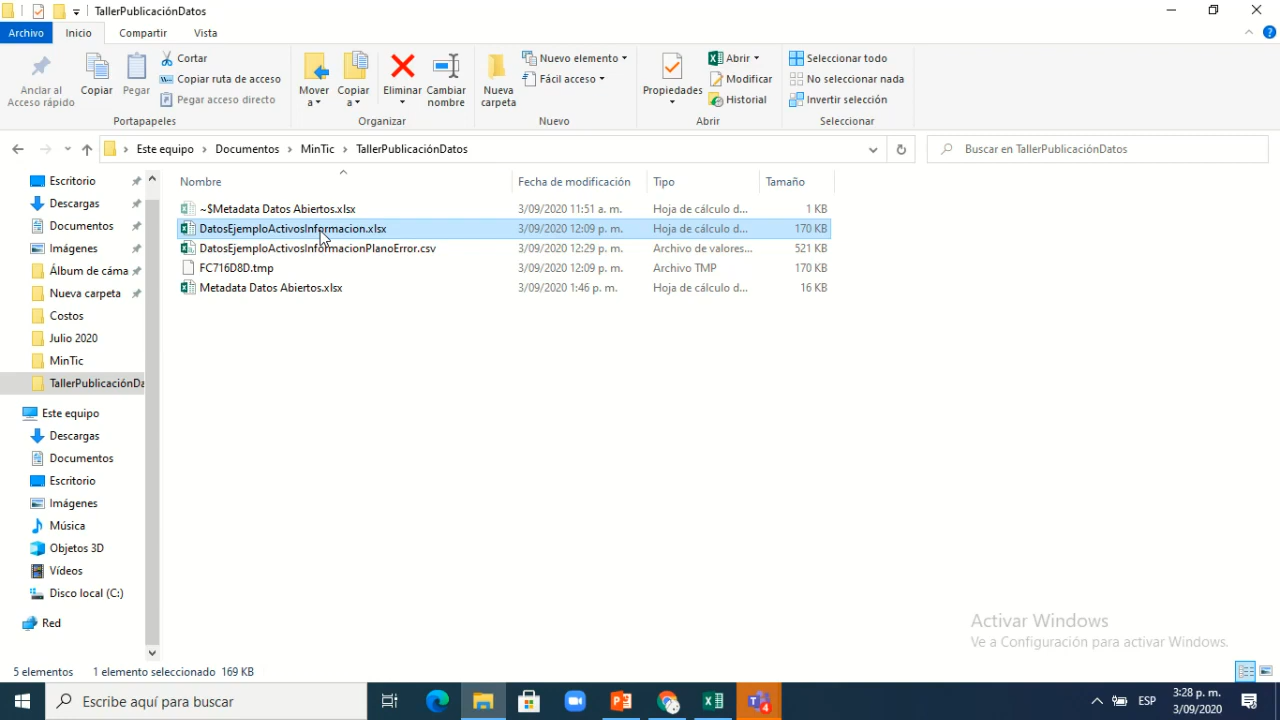 TallerPublicaciónDatos
Archivo Inicio Compartir Vista
Anclar al Acceso rápido
Copiar
Pegar
Cortar
Copiar ruta de acceso
Pegar acceso directo
Portapapeles
Mover a
Copiar a
Eliminar
Cambiar nombre
Organizar
Nueva carpeta
Nuevo elemento
Fácil acceso
Nuevo
Propiedades
Abrir
Modificar
Historial
Abrir
Seleccionar todo
No seleccionar nada
Invertir selección
Seleccionar
Este equipo > Documentos > MinTic > TallerPublicaciónDatos
Buscar en TallerPublicaciónDatos
Escritorio
Descargas
Documentos
Imágenes
Álbum de cáma
Nueva carpeta
Costos
Julio 2020
MinTic
TallerPublicaciónDa
Este equipo
Descargas
Documentos
Escritorio
Imágenes
Música
Objetos 3D
Vídeos
Disco local (C:)
Red
Nombre Fecha de modificación Tipo Tamaño
~$Metadata Datos Abiertos.xlsx 3/09/2020 11:51 a. m. Hoja de cálculo d... 1 KB
DatosEjemploActivosInformacion.xlsx 3/09/2020 12:09 p. m. Hoja de cálculo d... 170 KB
DatosEjemploActivosInformacionPlanoError.csv 3/09/2020 12:29 p. m. Archivo de valores... 521 KB
FC716D8D.tmp 3/09/2020 12:09 p. m. Archivo TMP 170 KB
Metadata Datos Abiertos.xlsx 3/09/2020 1:46 p. m. Hoja de cálculo d... 16 KB
Activar Windows
Ve a Configuración para activar Windows.
5 elementos 1 elemento seleccionado 169 KB
Escribe aquí para buscar
4
ESP
3:28 p. m.
3/09/2020